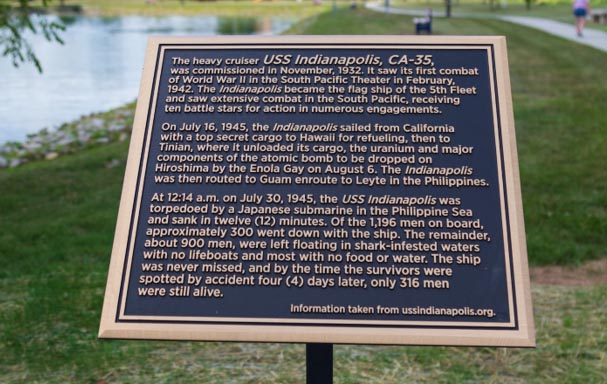 The heavy cruiser USS Indianapolis, CA-35,
was commissioned in November, 1932. It saw its first combat
of World War II in the South Pacific Theater in February,
1942. The Indianapolis became the flag ship of the 5th Fleet
and saw extensive combat in the South Pacific, receiving
ten battle stars for action in numerous engagements.
On July 16, 1945, the Indianapolis sailed from California
with a top secret cargo to Hawaii for refueling, then to
Tinian, where it unloaded its cargo, the uranium and major
components of the atomic bomb to be dropped on
Hiroshima by the Enola Gay on August 6. The Indianapolis
was then routed to Guam enroute to Leyte in the Philippines.
At 12:14 a.m. on July 30, 1945, the USS Indianapolis was
torpedoed by a Japanese submarine in the Philippine Sea
and sank in twelve (12) minutes. Of the 1,196 men on board,
approximately 300 went down with the ship. The remainder,
about 900 men, were left floating in shark-infested waters
with no lifeboats and most with no food or water. The ship
was never missed, and by the time the survivors were
spotted by accident four (4) days later, only 316 men
were still alive.
Information taken from ussindianapolis.org.